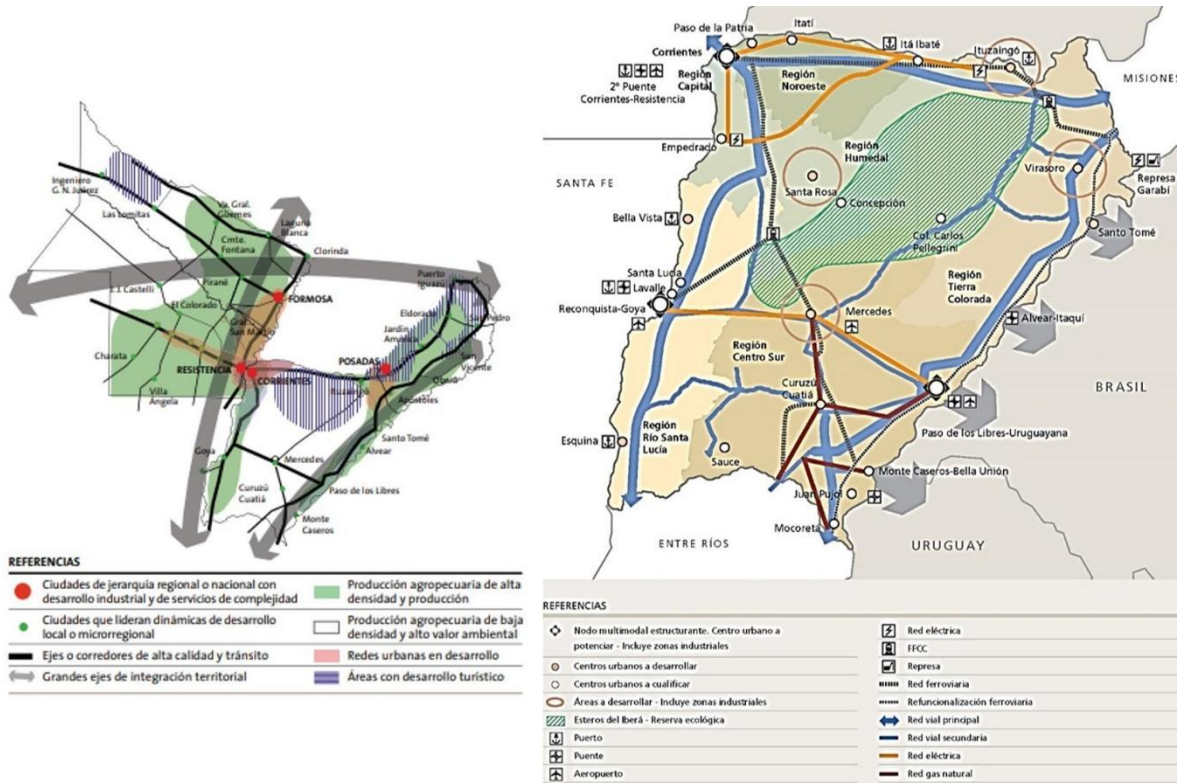 Ingeniero
G. N. Juárez
Las Lomitas
Va. Gral.
Güemes
Laguna
Blanca
Cmte.
Fontana
Clorinda
Pirané
J.J. Castelli
El Colorado
FORMOSA
Gral.
San Martín
Puerto
Iguazú
Eldorado
San Pedro
Jardín
América
Charata
POSADAS
San
Vicente
RESISTENCIA
CORRIENTES
Ituzaingó
Oberá
Apóstoles
Villa
Ángela
Santo Tomé
Goya
Mercedes
Alvear
Curuzú
Cuatiá
Paso de los Libres
Monte
Caseros
REFERENCIAS
Ciudades de jerarquía regional o nacional con
desarrollo industrial y de servicios de complejidad
Ciudades que lideran dinámicas de desarrollo
local o microrregional
Ejes o corredores de alta calidad y tránsito
Grandes ejes de integración territorial
Producción agropecuaria de alta
densidad y producción
Producción agropecuaria de baja
densidad y alto valor ambiental
Redes urbanas en desarrollo
Áreas con desarrollo turístico
Paso de la Patria
Itatí
Corrientes
Itá Ibaté
Ituzaingó
Región
Capital
Región
Noroeste
MISIONES
2º Puente
Corrientes-Resistencia
Empedrado
Región
Humedal
Virasoro
Represa
Garabí
SANTA FE
Santa Rosa
Concepción
Bella Vista
Col. Carlos
Pellegrini
Santo Tomé
Santa Lucía
Lavalle
Región
Tierra
Colorada
Reconquista-Goya
Mercedes
Alvear-Itaquí
Región
Centro Sur
Curuzú
Cuatiá
BRASIL
Paso de los Libres-Uruguayana
Esquina
Región
Río Santa
Lucía
Sauce
Monte Caseros-Bella Unión
Juan Pujol
Mocoretá
ENTRE RÍOS
URUGUAY
REFERENCIAS
Nodo multimodal estructurante. Centro urbano a
potenciar - Incluye zonas industriales
Centros urbanos a desarrollar
Centros urbanos a cualificar
Áreas a desarrollar - Incluye zonas industriales
Esteros del Iberá - Reserva ecológica
Puerto
Puente
Aeropuerto
Red eléctrica
FFCC
Represa
Red ferroviaria
Refuncionalización ferroviaria
Red vial principal
Red vial secundaria
Red eléctrica
Red gas natural